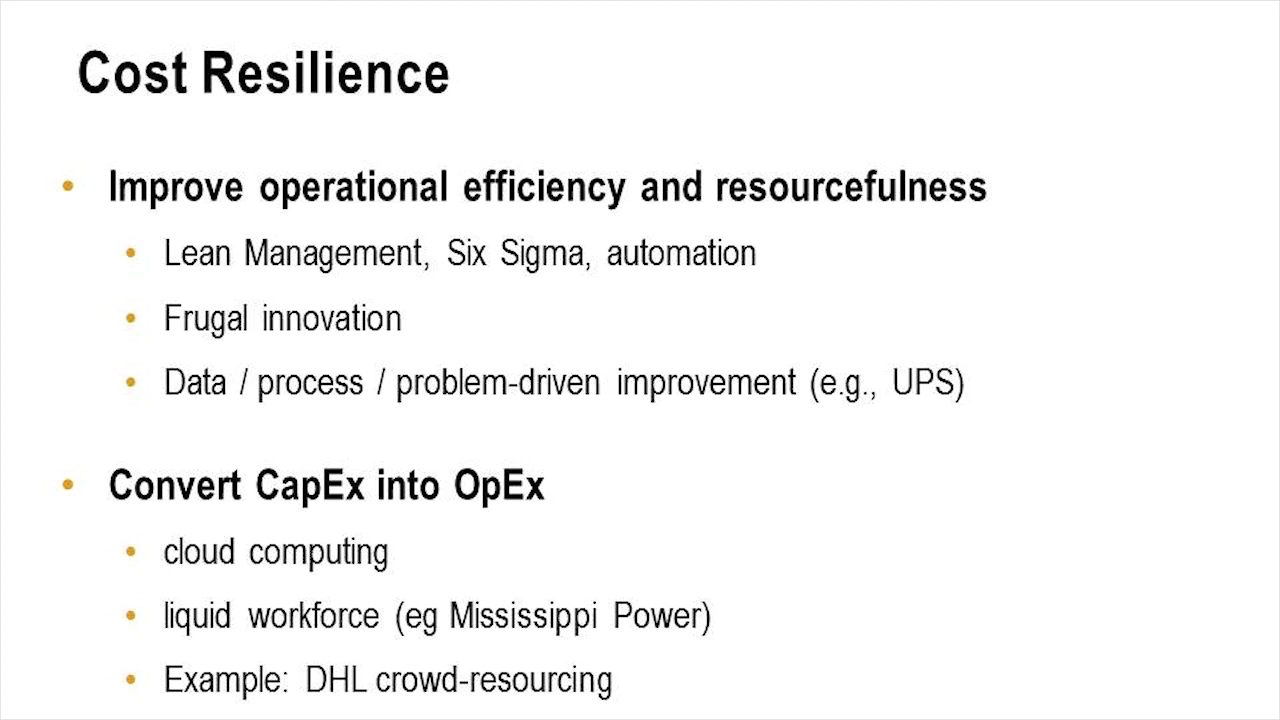 Cost Resilience
• Improve operational efficiency and resourcefulness
• Lean Management, Six Sigma, automation
• Frugal innovation
• Data / process / problem-driven improvement (e.g., UPS)
• Convert CapEx into OpEx
• cloud computing
• liquid workforce (eg Mississippi Power)
• Example: DHL crowd-resourcing